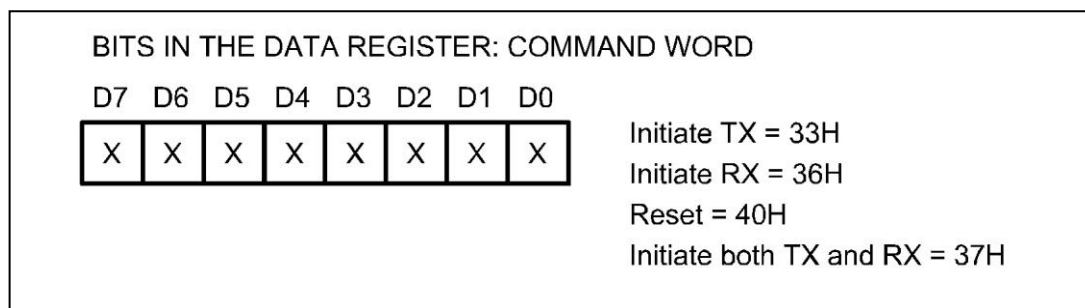 BITS IN THE DATA REGISTER: COMMAND WORD
D7 D6 D5 D4 D3 D2 D1 D0
X X X X X X X X
Initiate TX = 33H
Initiate RX = 36H
Reset = 40H
Initiate both TX and RX = 37H